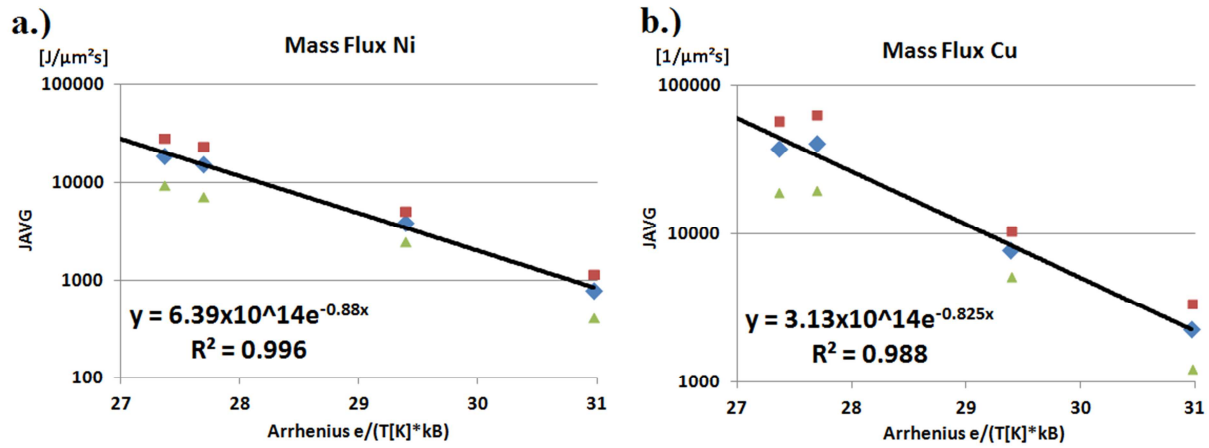 a.)
Mass Flux Ni
[J/µm²s]
100000
10000
1000
100
JAVG
y = 6.39x10^14e-0.88x
R² = 0.996
27 28 29 30 31
Arrhenius e/(T[K]*kB)
b.)
Mass Flux Cu
[1/µm²s]
100000
10000
1000
JAVG
y = 3.13x10^14e-0.825x
R² = 0.988
27 28 29 30 31
Arrhenius e/(T[K]*kB)